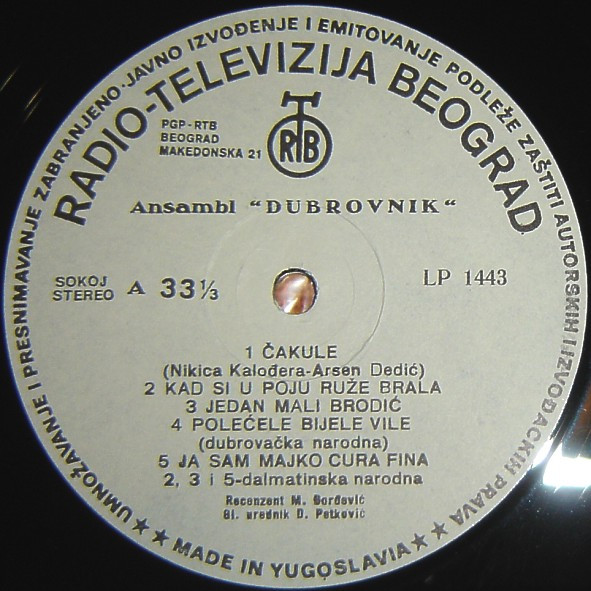 UMNOŽAVANJE I PRESNIMAVANJE ZABRANJENO·JAVNO IZVOĐENJE I EMITOVANJE PODLEŽE ZAŠTITI AUTORSKIH I IZVOĐAČKIH PRAVA
RADIO-TELEVIZIJA BEOGRAD
PGP-RTB
BEOGRAD
MAKEDONSKA 21
RTB
Ansambl "DUBROVNIK"
SOKOJ
STEREO
A 33⅓
LP 1443
1 ČAKULE
(Nikica Kalođera-Arsen Dedić)
2 KAD SI U POJU RUŽE BRALA
3 JEDAN MALI BRODIĆ
4 POLEĆELE BIJELE VILE
(dubrovačka narodna)
5 JA SAM MAJKO CURA FINA
2, 3 i 5-dalmatinska narodna
Recenzent M. Đorđević
Gl. urednik D. Petković
★★ MADE IN YUGOSLAVIA ★★